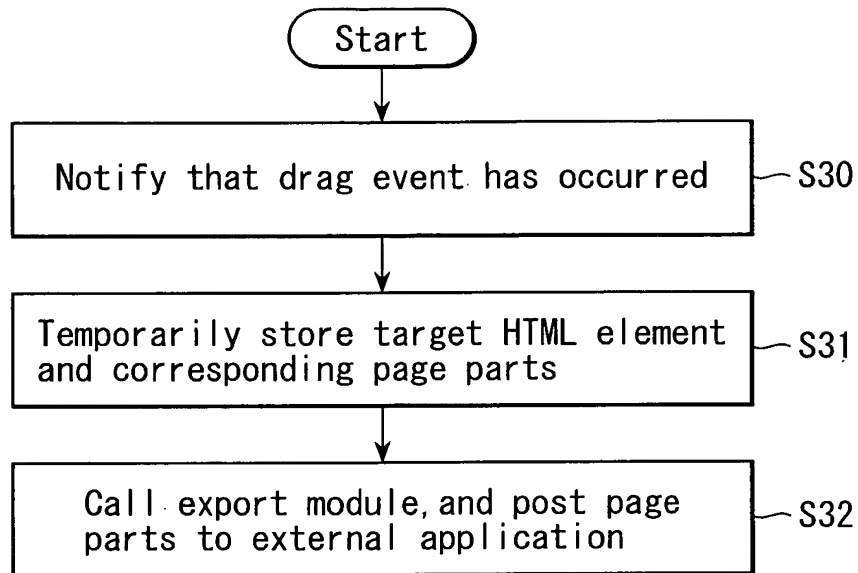 Start
Notify that drag event has occurred
S30
Temporarily store target HTML element
and corresponding page parts
S31
Call export module, and post page
parts to external application
S32